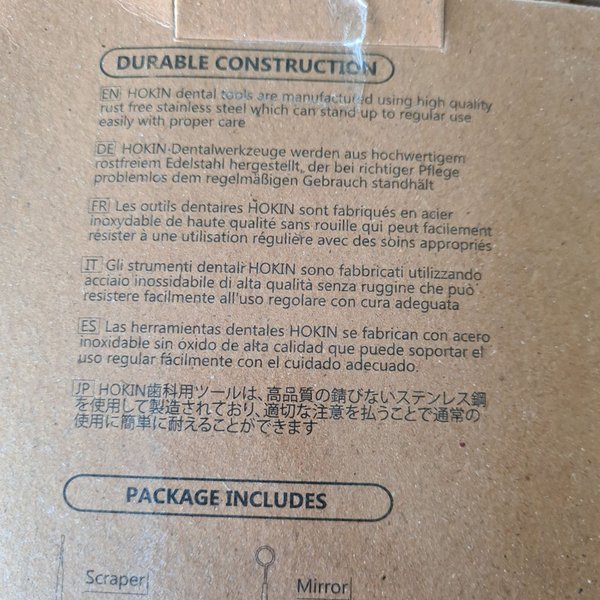 DURABLE CONSTRUCTION
EN HOKIN dental tools are manufactured using high quality
rust free stainless steel which can stand up to regular use
easily with proper care
DE HOKIN-Dentalwerkzeuge werden aus hochwertigem
rostfreiem Edelstahl hergestellt, der bei richtiger Pflege
problemlos dem regelmäßigen Gebrauch standhält
FR Les outils dentaires HOKIN sont fabriqués en acier
inoxydable de haute qualité sans rouille qui peut facilement
résister à une utilisation régulière avec des soins appropriés
IT Gli strumenti dentali HOKIN sono fabbricati utilizzando
acciaio inossidabile di alta qualità senza ruggine che può
resistere facilmente all'uso regolare con cura adeguata
ES Las herramientas dentales HOKIN se fabrican con acero
inoxidable sin óxido de alta calidad que puede soportar el
uso regular fácilmente con el cuidado adecuado.
JP HOKIN歯科用ツールは、高品質の錆びないステンレス鋼
を使用して製造されており、適切な注意を払うことで通常の
使用に簡単に耐えることができます
PACKAGE INCLUDES
Scraper
Mirror